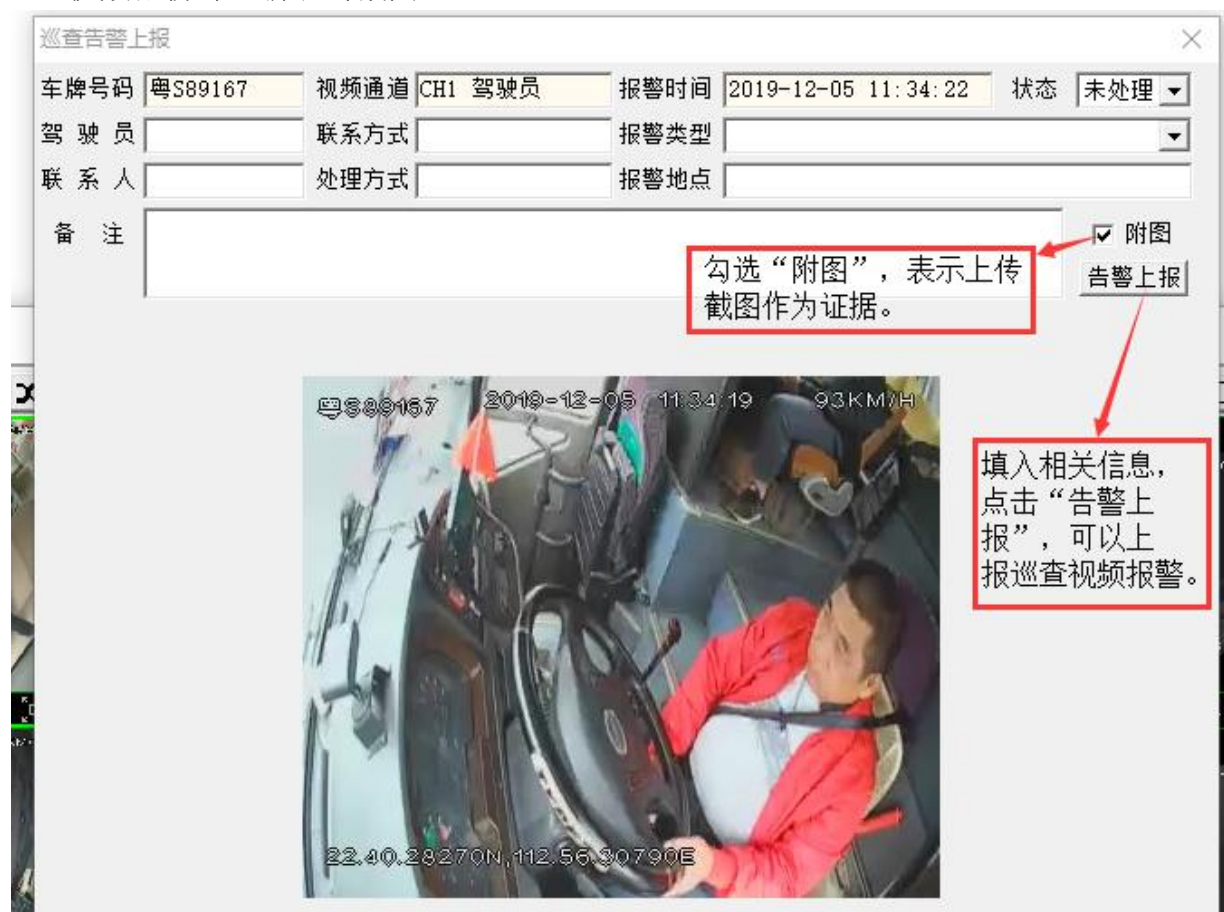 巡查告警上报
车牌号码 粤S89167 视频通道 CH1 驾驶员 报警时间 2019-12-05 11:34:22 状态 未处理
驾 驶 员 联系方式 报警类型
联 系 人 处理方式 报警地点
备 注 附图
勾选“附图”，表示上传
截图作为证据。
告警上报
粤S89167 2019-12-05 11:34:19 93KM/H
填入相关信息，
点击“告警上
报”，可以上
报巡查视频报警。
22.40.28270N,112.56.30790E